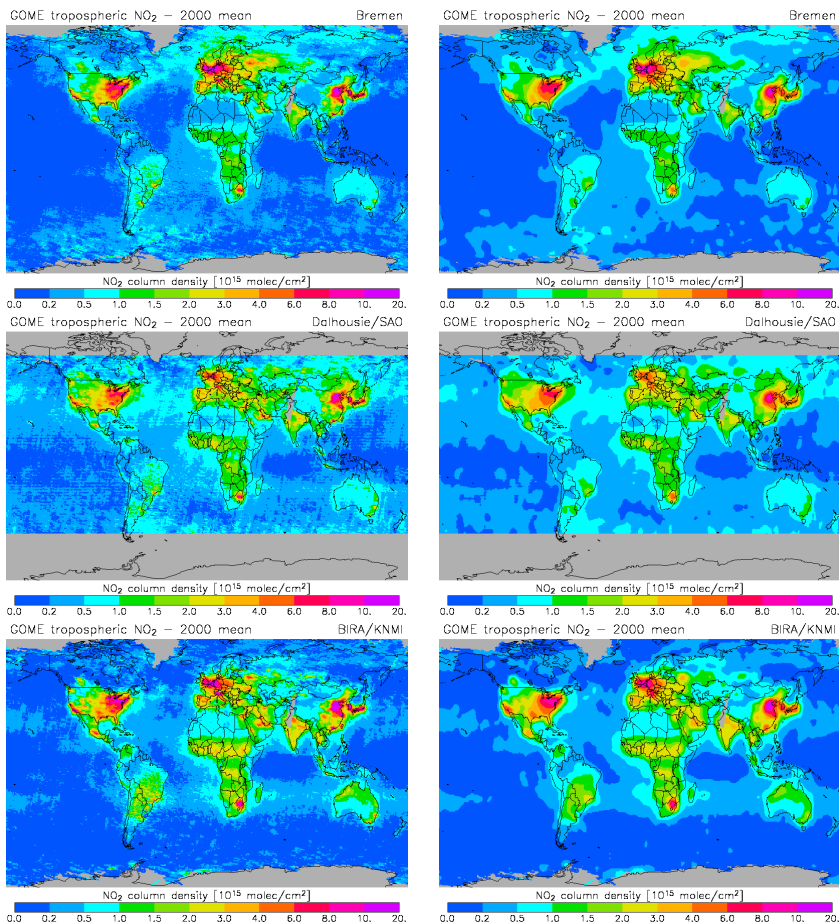 GOME tropospheric NO₂ – 2000 mean Bremen
NO₂ column density [10¹⁵ molec/cm²]
0.0 0.2 0.5 1.0 1.5 2.0 3.0 4.0 6.0 8.0 10. 20.
GOME tropospheric NO₂ – 2000 mean Bremen
NO₂ column density [10¹⁵ molec/cm²]
0.0 0.2 0.5 1.0 1.5 2.0 3.0 4.0 6.0 8.0 10. 20.
GOME tropospheric NO₂ – 2000 mean Dalhousie/SAO
NO₂ column density [10¹⁵ molec/cm²]
0.0 0.2 0.5 1.0 1.5 2.0 3.0 4.0 6.0 8.0 10. 20.
GOME tropospheric NO₂ – 2000 mean Dalhousie/SAO
NO₂ column density [10¹⁵ molec/cm²]
0.0 0.2 0.5 1.0 1.5 2.0 3.0 4.0 6.0 8.0 10. 20.
GOME tropospheric NO₂ – 2000 mean BIRA/KNMI
NO₂ column density [10¹⁵ molec/cm²]
0.0 0.2 0.5 1.0 1.5 2.0 3.0 4.0 6.0 8.0 10. 20.
GOME tropospheric NO₂ – 2000 mean BIRA/KNMI
NO₂ column density [10¹⁵ molec/cm²]
0.0 0.2 0.5 1.0 1.5 2.0 3.0 4.0 6.0 8.0 10. 20.